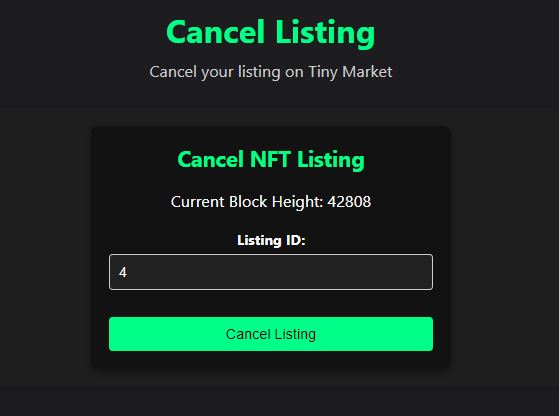 Cancel Listing
Cancel your listing on Tiny Market
Cancel NFT Listing
Current Block Height: 42808
Listing ID:
4
Cancel Listing